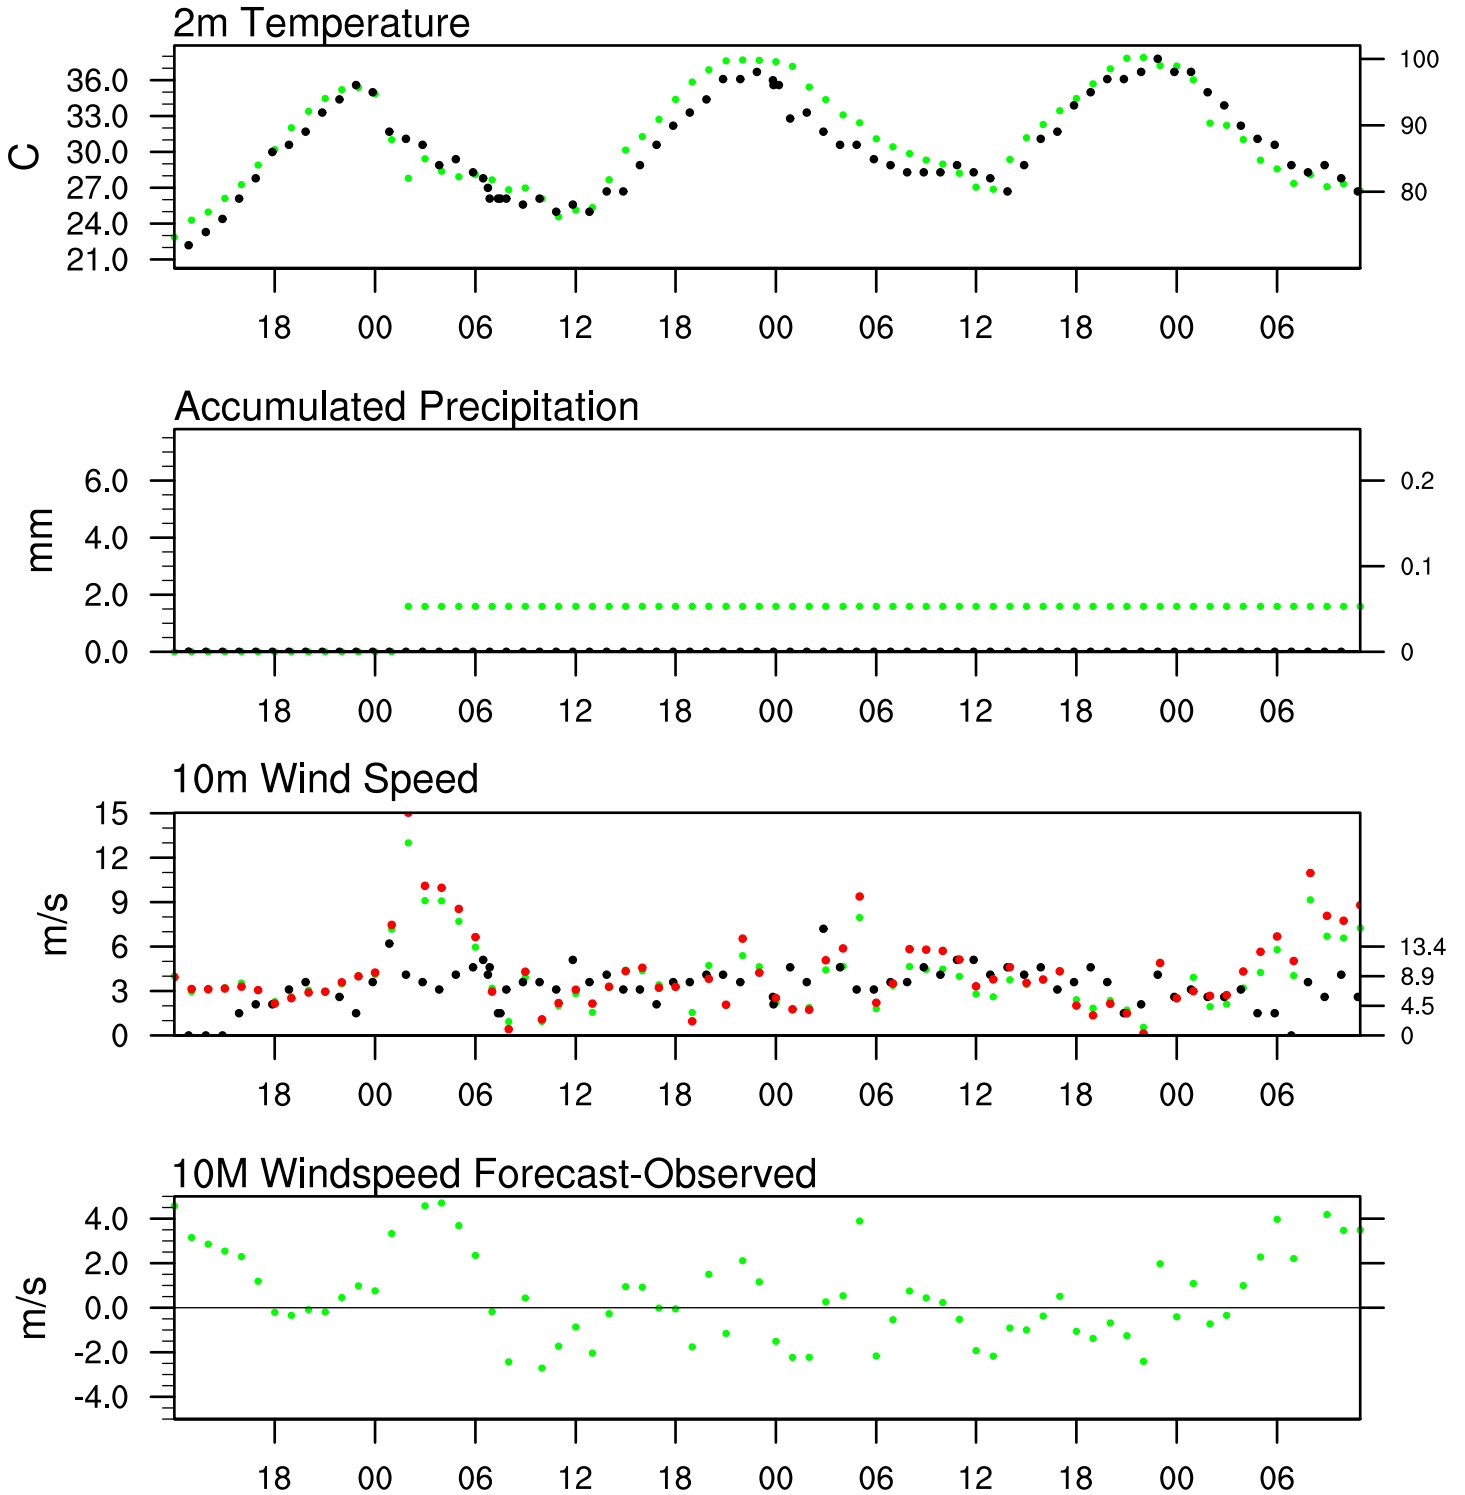 2m Temperature
C
36.0
33.0
30.0
27.0
24.0
21.0
100
90
80
18 00 06 12 18 00 06 12 18 00 06
Accumulated Precipitation
mm
6.0
4.0
2.0
0.0
0.2
0.1
0
18 00 06 12 18 00 06 12 18 00 06
10m Wind Speed
m/s
15
12
9
6
3
0
13.4
8.9
4.5
0
18 00 06 12 18 00 06 12 18 00 06
10M Windspeed Forecast-Observed
m/s
4.0
2.0
0.0
-2.0
-4.0
18 00 06 12 18 00 06 12 18 00 06